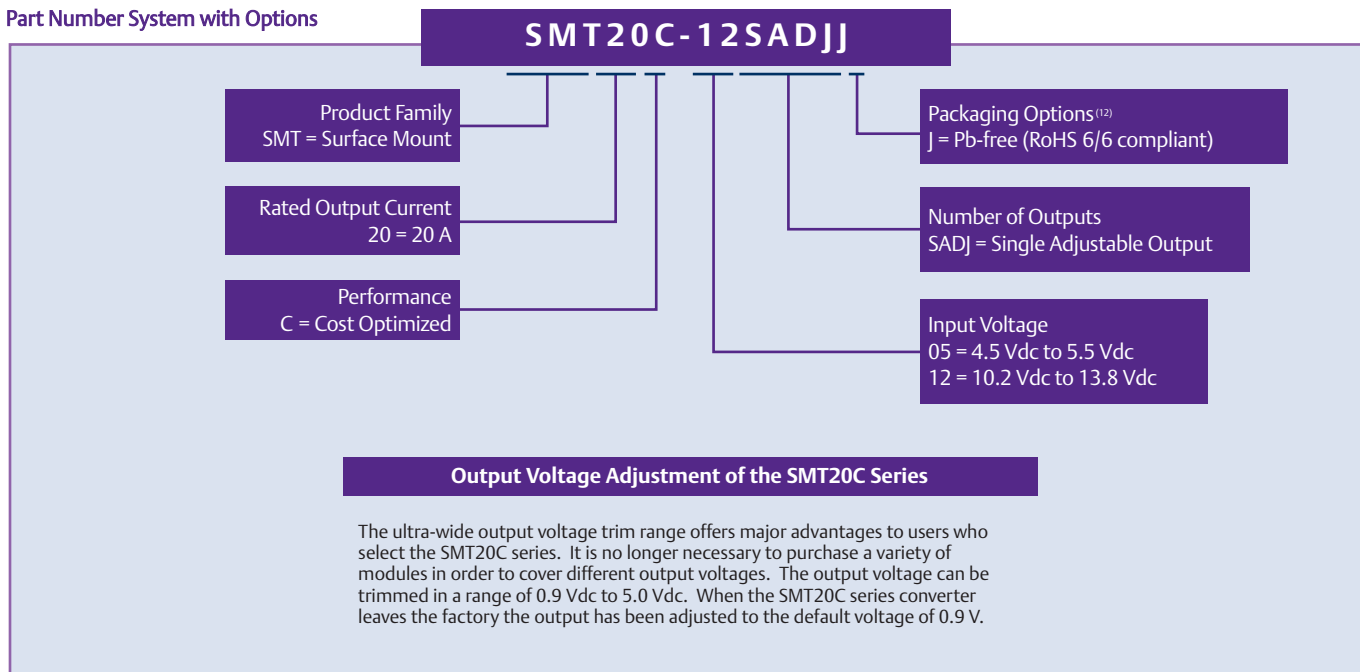 Part Number System with Options
SMT20C-12SADJJ
Product Family
SMT = Surface Mount
Rated Output Current
20 = 20 A
Performance
C = Cost Optimized
Packaging Options (12)
J = Pb-free (RoHS 6/6 compliant)
Number of Outputs
SADJ = Single Adjustable Output
Input Voltage
05 = 4.5 Vdc to 5.5 Vdc
12 = 10.2 Vdc to 13.8 Vdc
Output Voltage Adjustment of the SMT20C Series
The ultra-wide output voltage trim range offers major advantages to users who
select the SMT20C series. It is no longer necessary to purchase a variety of
modules in order to cover different output voltages. The output voltage can be
trimmed in a range of 0.9 Vdc to 5.0 Vdc. When the SMT20C series converter
leaves the factory the output has been adjusted to the default voltage of 0.9 V.